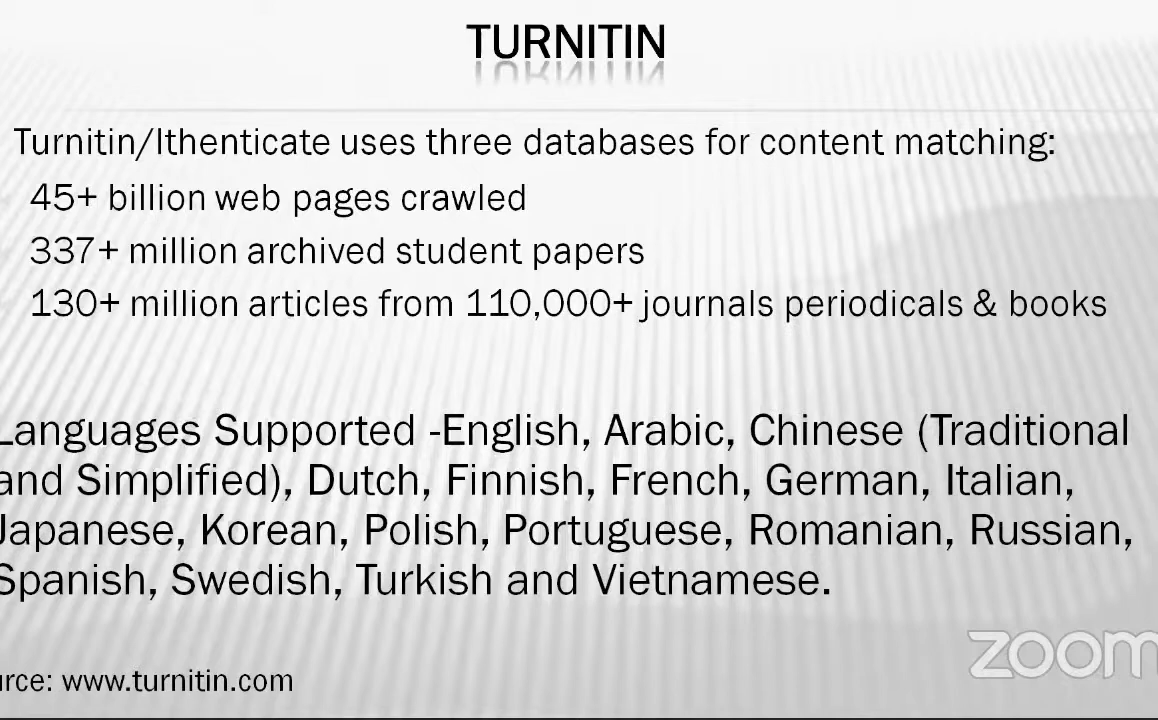 TURNITIN
Turnitin/Ithenticate uses three databases for content matching:
45+ billion web pages crawled
337+ million archived student papers
130+ million articles from 110,000+ journals periodicals & books
Languages Supported -English, Arabic, Chinese (Traditional
and Simplified), Dutch, Finnish, French, German, Italian,
Japanese, Korean, Polish, Portuguese, Romanian, Russian,
Spanish, Swedish, Turkish and Vietnamese.
urce: www.turnitin.com
zoom